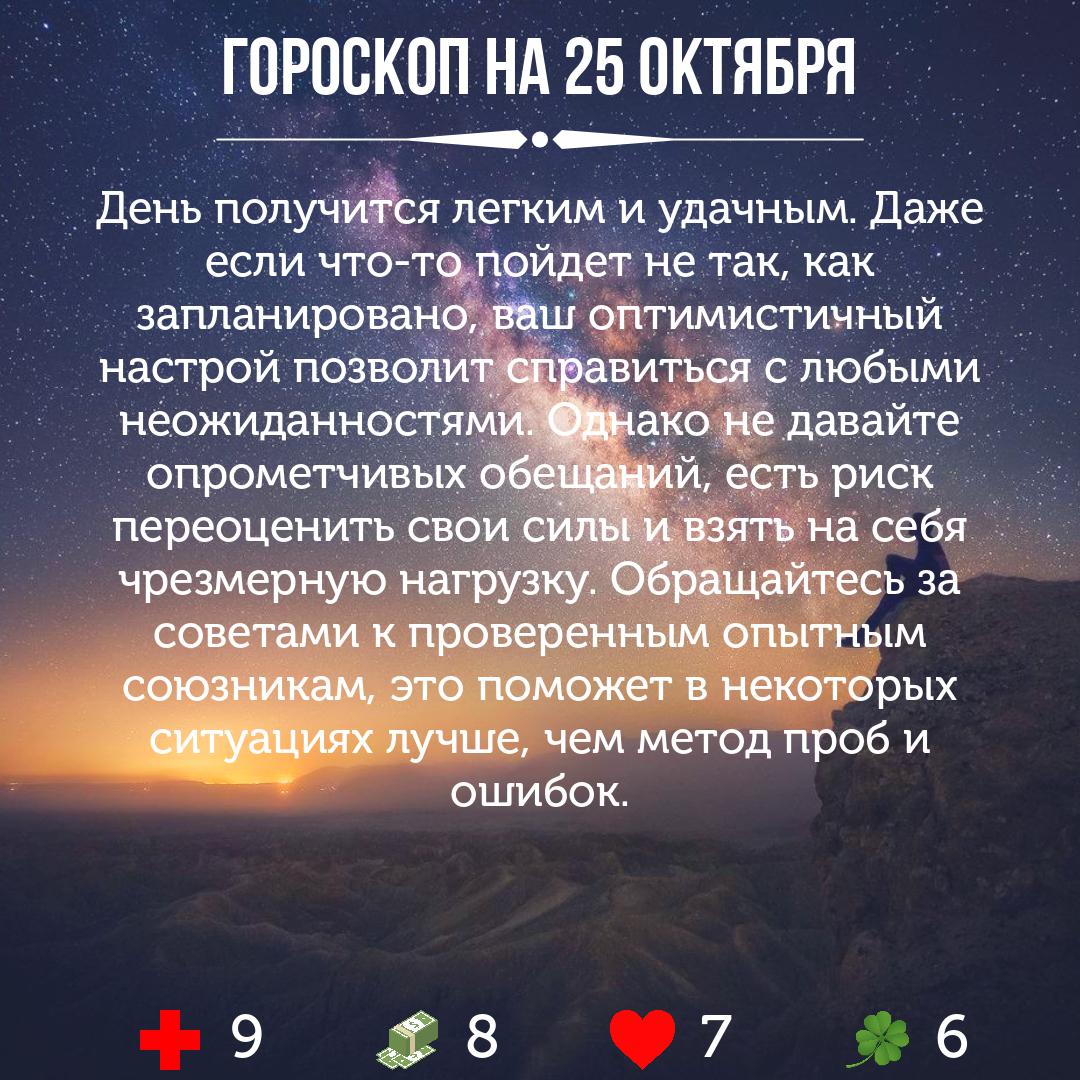 ГОРОСКОП НА 25 ОКТЯБРЯ
День получится легким и удачным. Даже
если что-то пойдет не так, как
запланировано, ваш оптимистичный
настрой позволит справиться с любыми
неожиданностями. Однако не давайте
опрометчивых обещаний, есть риск
переоценить свои силы и взять на себя
чрезмерную нагрузку. Обращайтесь за
советами к проверенным опытным
союзникам, это поможет в некоторых
ситуациях лучше, чем метод проб и
ошибок.
9 8 7 6